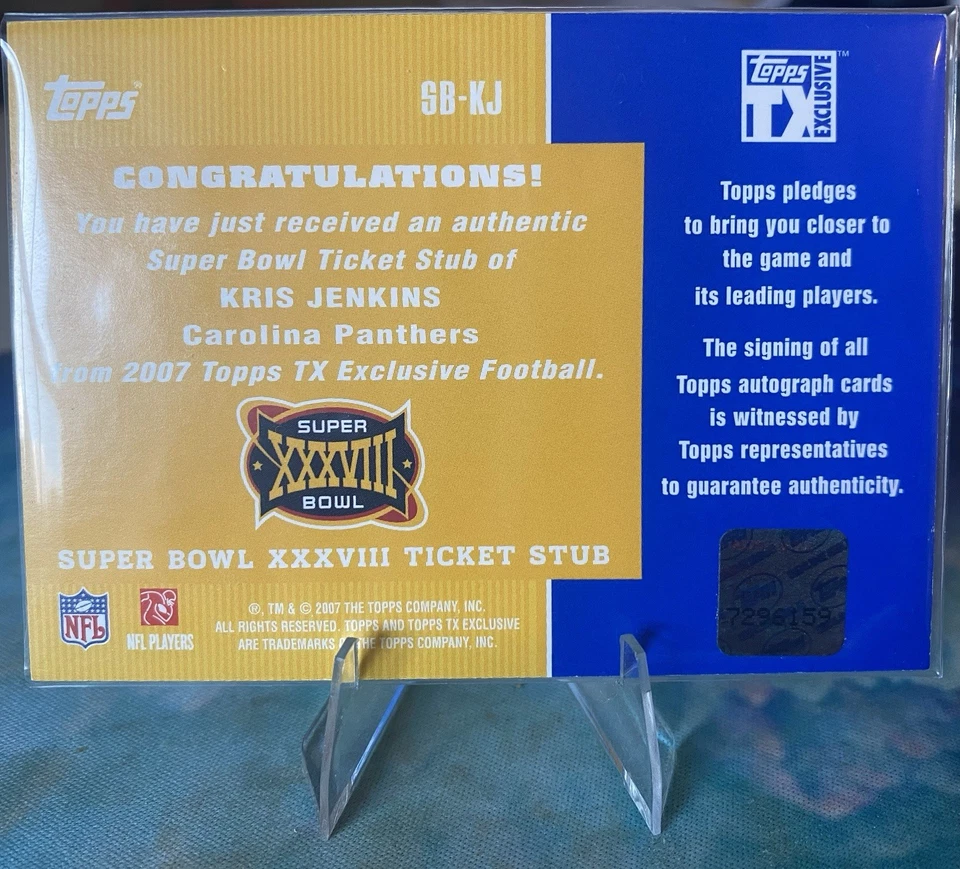 topps®
SB-KJ
CONGRATULATIONS!
You have just received an authentic
Super Bowl Ticket Stub of
KRIS JENKINS
Carolina Panthers
from 2007 Topps TX Exclusive Football.
SUPER
XXXVIII
BOWL
SUPER BOWL XXXVIII TICKET STUB
NFL
NFL PLAYERS
®, TM & © 2007 THE TOPPS COMPANY, INC.
ALL RIGHTS RESERVED. TOPPS AND TOPPS TX EXCLUSIVE
ARE TRADEMARKS OF THE TOPPS COMPANY, INC.
topps TX EXCLUSIVE™
Topps pledges
to bring you closer to
the game and
its leading players.
The signing of all
Topps autograph cards
is witnessed by
Topps representatives
to guarantee authenticity.
7296159